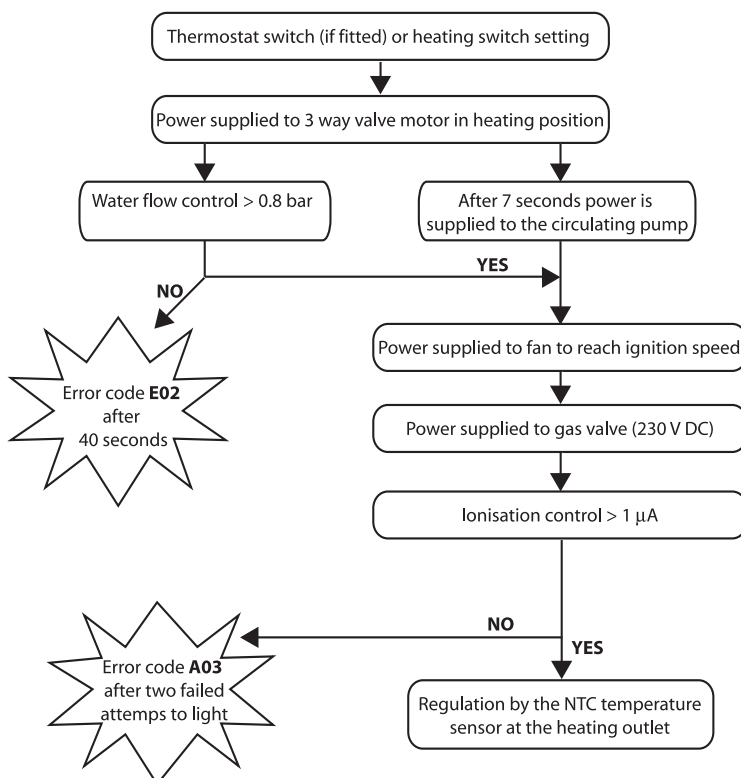 Thermostat switch (if fitted) or heating switch setting
Power supplied to 3 way valve motor in heating position
Water flow control > 0.8 bar
After 7 seconds power is
supplied to the circulating pump
YES
NO
Error code E02
after
40 seconds
Power supplied to fan to reach ignition speed
Power supplied to gas valve (230 V DC)
Ionisation control > 1 μA
NO
YES
Error code A03
after two failed
attemps to light
Regulation by the NTC temperature
sensor at the heating outlet